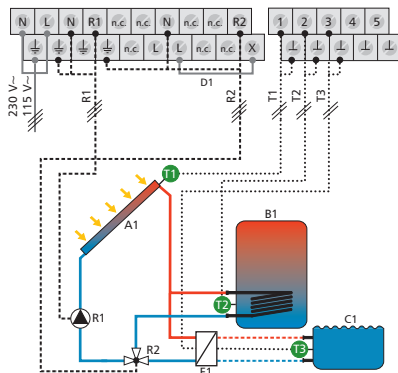 N L N R1 n.c. n.c. N n.c. n.c. R2 1 2 3 4 5
n.c. L L n.c. n.c. X
D1
230 V~
115 V~
R1
R2
T1
T2
T3
T1
A1
B1
T2
R1
R2
C1
T3